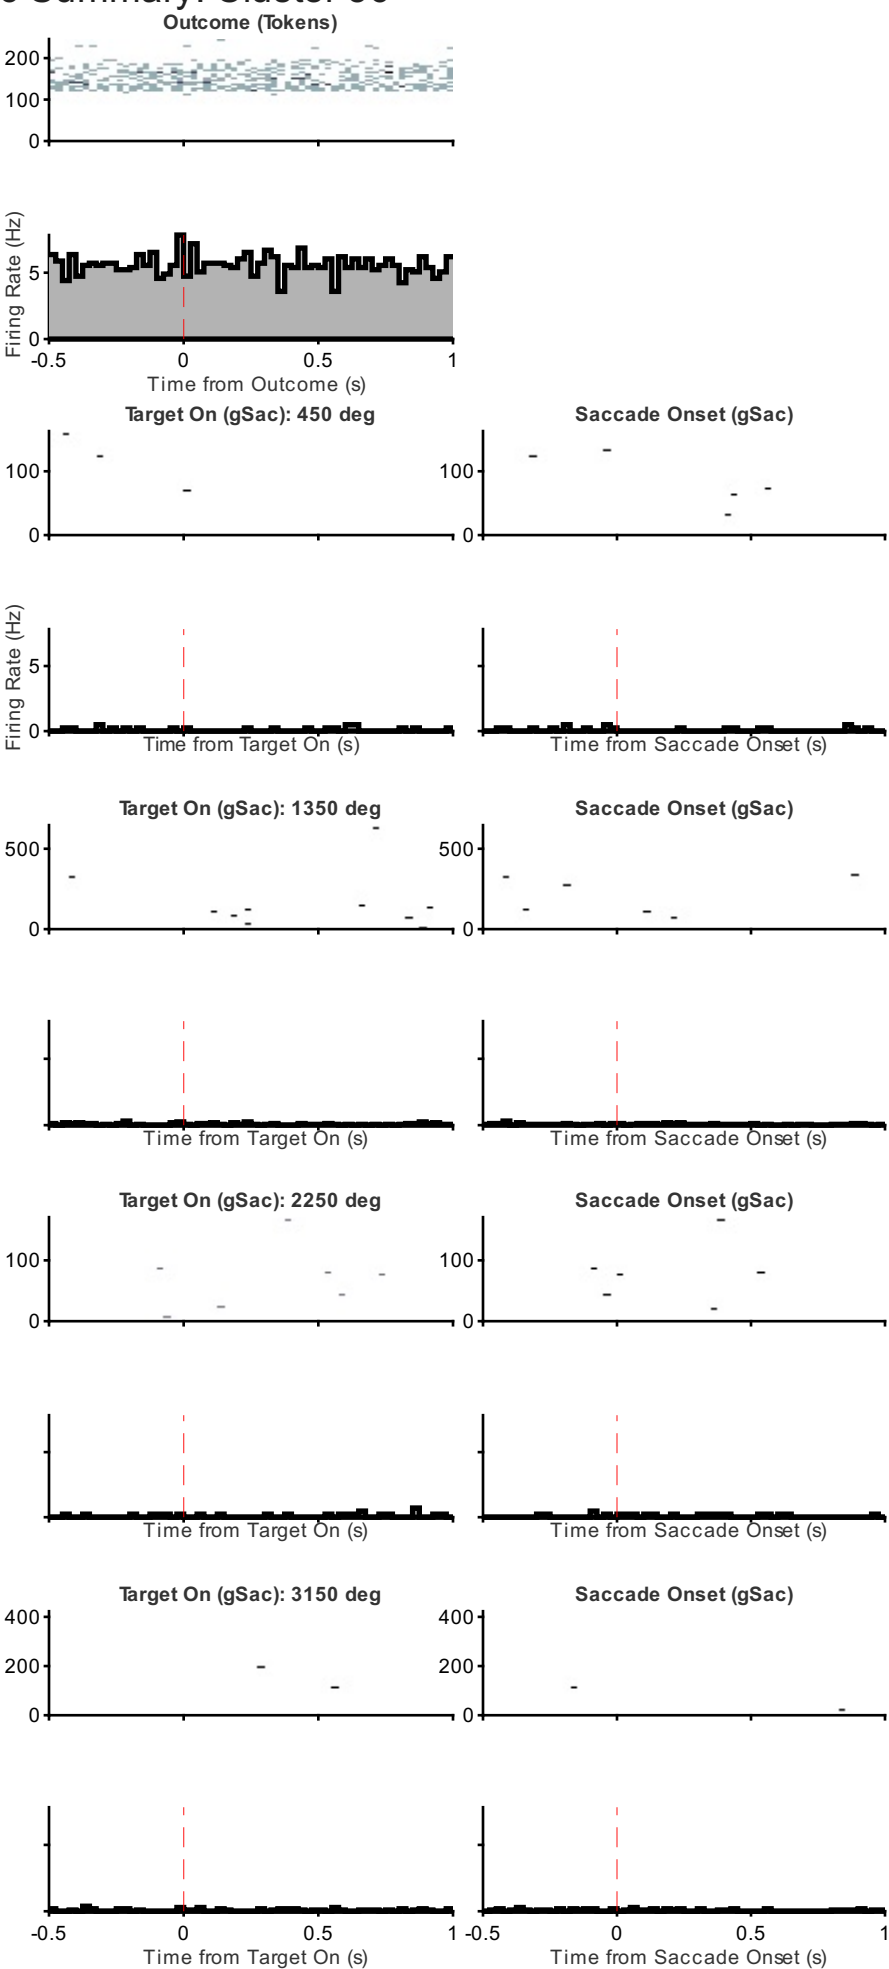 Summary: Cluster
Outcome (Tokens)
200
100
0
Firing Rate (Hz)
5
0
-0.5 0 0.5 1
Time from Outcome (s)
Target On (gSac): 450 deg Saccade Onset (gSac)
100 100
0 0
Firing Rate (Hz)
5
0
Time from Target On (s) Time from Saccade Onset (s)
Target On (gSac): 1350 deg Saccade Onset (gSac)
500 500
0 0
Time from Target On (s) Time from Saccade Onset (s)
Target On (gSac): 2250 deg Saccade Onset (gSac)
100 100
0 0
Time from Target On (s) Time from Saccade Onset (s)
Target On (gSac): 3150 deg Saccade Onset (gSac)
400 400
200 200
0 0
-0.5 0 0.5 1 -0.5 0 0.5 1
Time from Target On (s) Time from Saccade Onset (s)